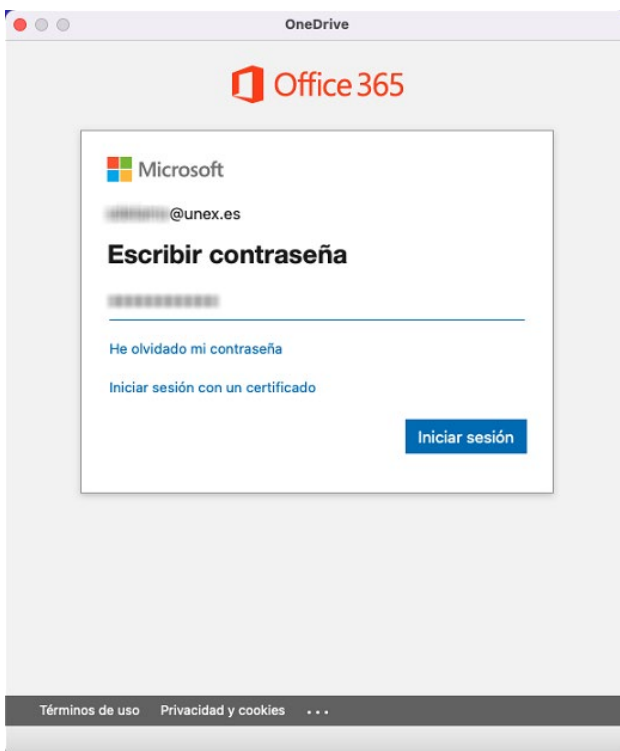 OneDrive
Office 365
Microsoft
@unex.es
Escribir contraseña
He olvidado mi contraseña
Iniciar sesión con un certificado
Iniciar sesión
Términos de uso Privacidad y cookies ...